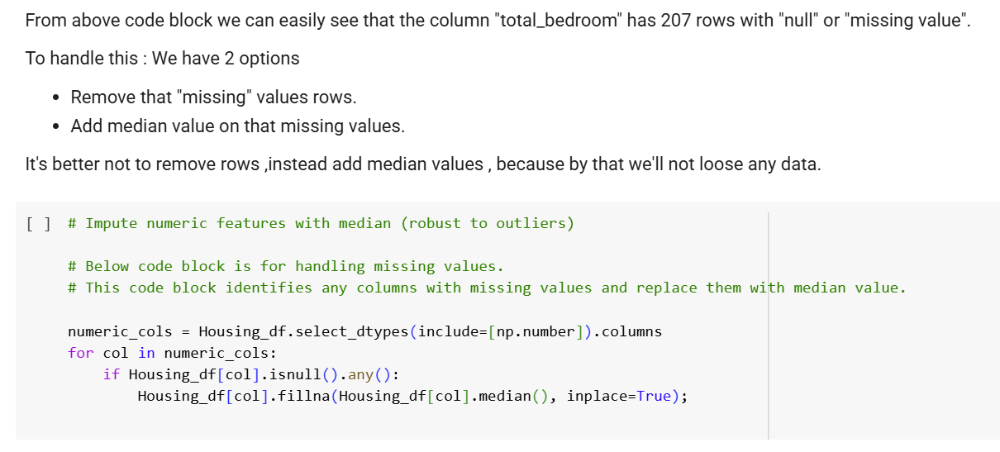 From above code block we can easily see that the column "total_bedroom" has 207 rows with "null" or "missing value".
To handle this : We have 2 options
• Remove that "missing" values rows.
• Add median value on that missing values.
It's better not to remove rows ,instead add median values , because by that we'll not loose any data.
[ ] # Impute numeric features with median (robust to outliers)
# Below code block is for handling missing values.
# This code block identifies any columns with missing values and replace them with median value.
numeric_cols = Housing_df.select_dtypes(include=[np.number]).columns
for col in numeric_cols:
    if Housing_df[col].isnull().any():
        Housing_df[col].fillna(Housing_df[col].median(), inplace=True);